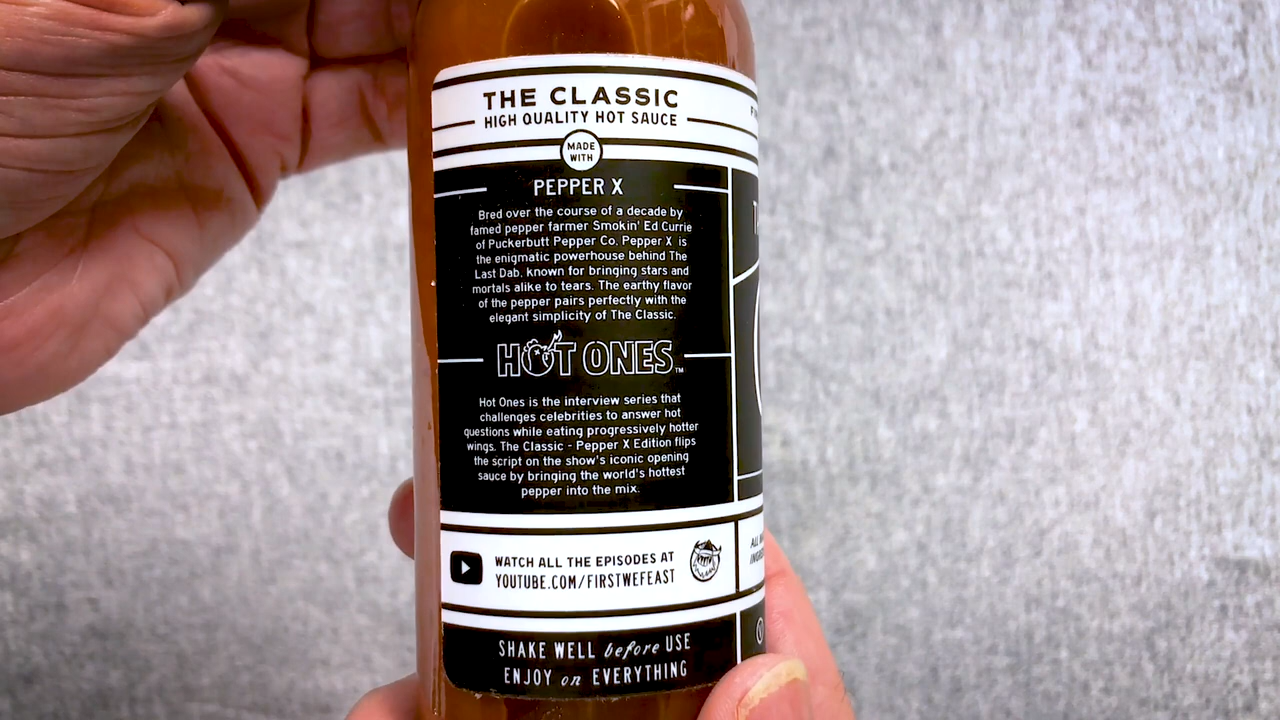 THE CLASSIC
HIGH QUALITY HOT SAUCE
MADE
WITH
PEPPER X
Bred over the course of a decade by
famed pepper farmer Smokin' Ed Currie
of Puckerbutt Pepper Co, Pepper X is
the enigmatic powerhouse behind The
Last Dab, known for bringing stars and
mortals alike to tears. The earthy flavor
of the pepper pairs perfectly with the
elegant simplicity of The Classic.
HOT ONES™
Hot Ones is the interview series that
challenges celebrities to answer hot
questions while eating progressively hotter
wings. The Classic - Pepper X Edition flips
the script on the show's iconic opening
sauce by bringing the world's hottest
pepper into the mix.
WATCH ALL THE EPISODES AT
YOUTUBE.COM/FIRSTWEFEAST
SHAKE WELL before USE
ENJOY on EVERYTHING